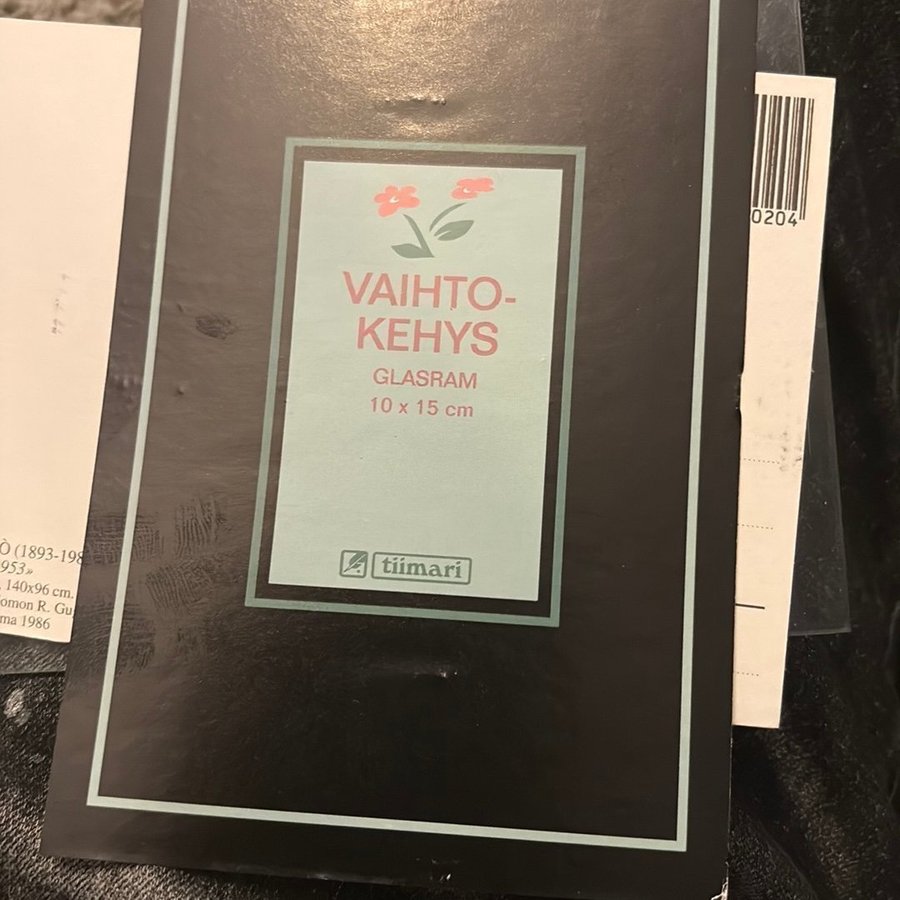 VAIHTO-
KEHYS
GLASRAM
10 x 15 cm
tiimari
0204
Ò (1893-198
953»
140x96 cm.
omon R. Gu
ma 1986